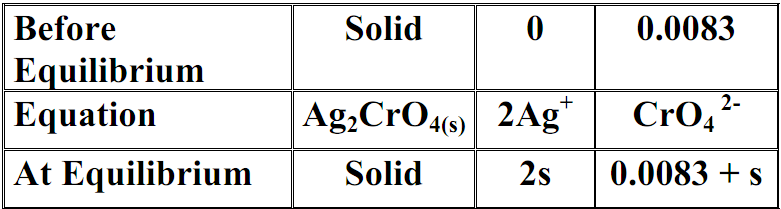 Before Equilibrium Solid 0 0.0083
Equation Ag₂CrO₄₍s₎ 2Ag⁺ CrO₄ ²⁻
At Equilibrium Solid 2s 0.0083 + s